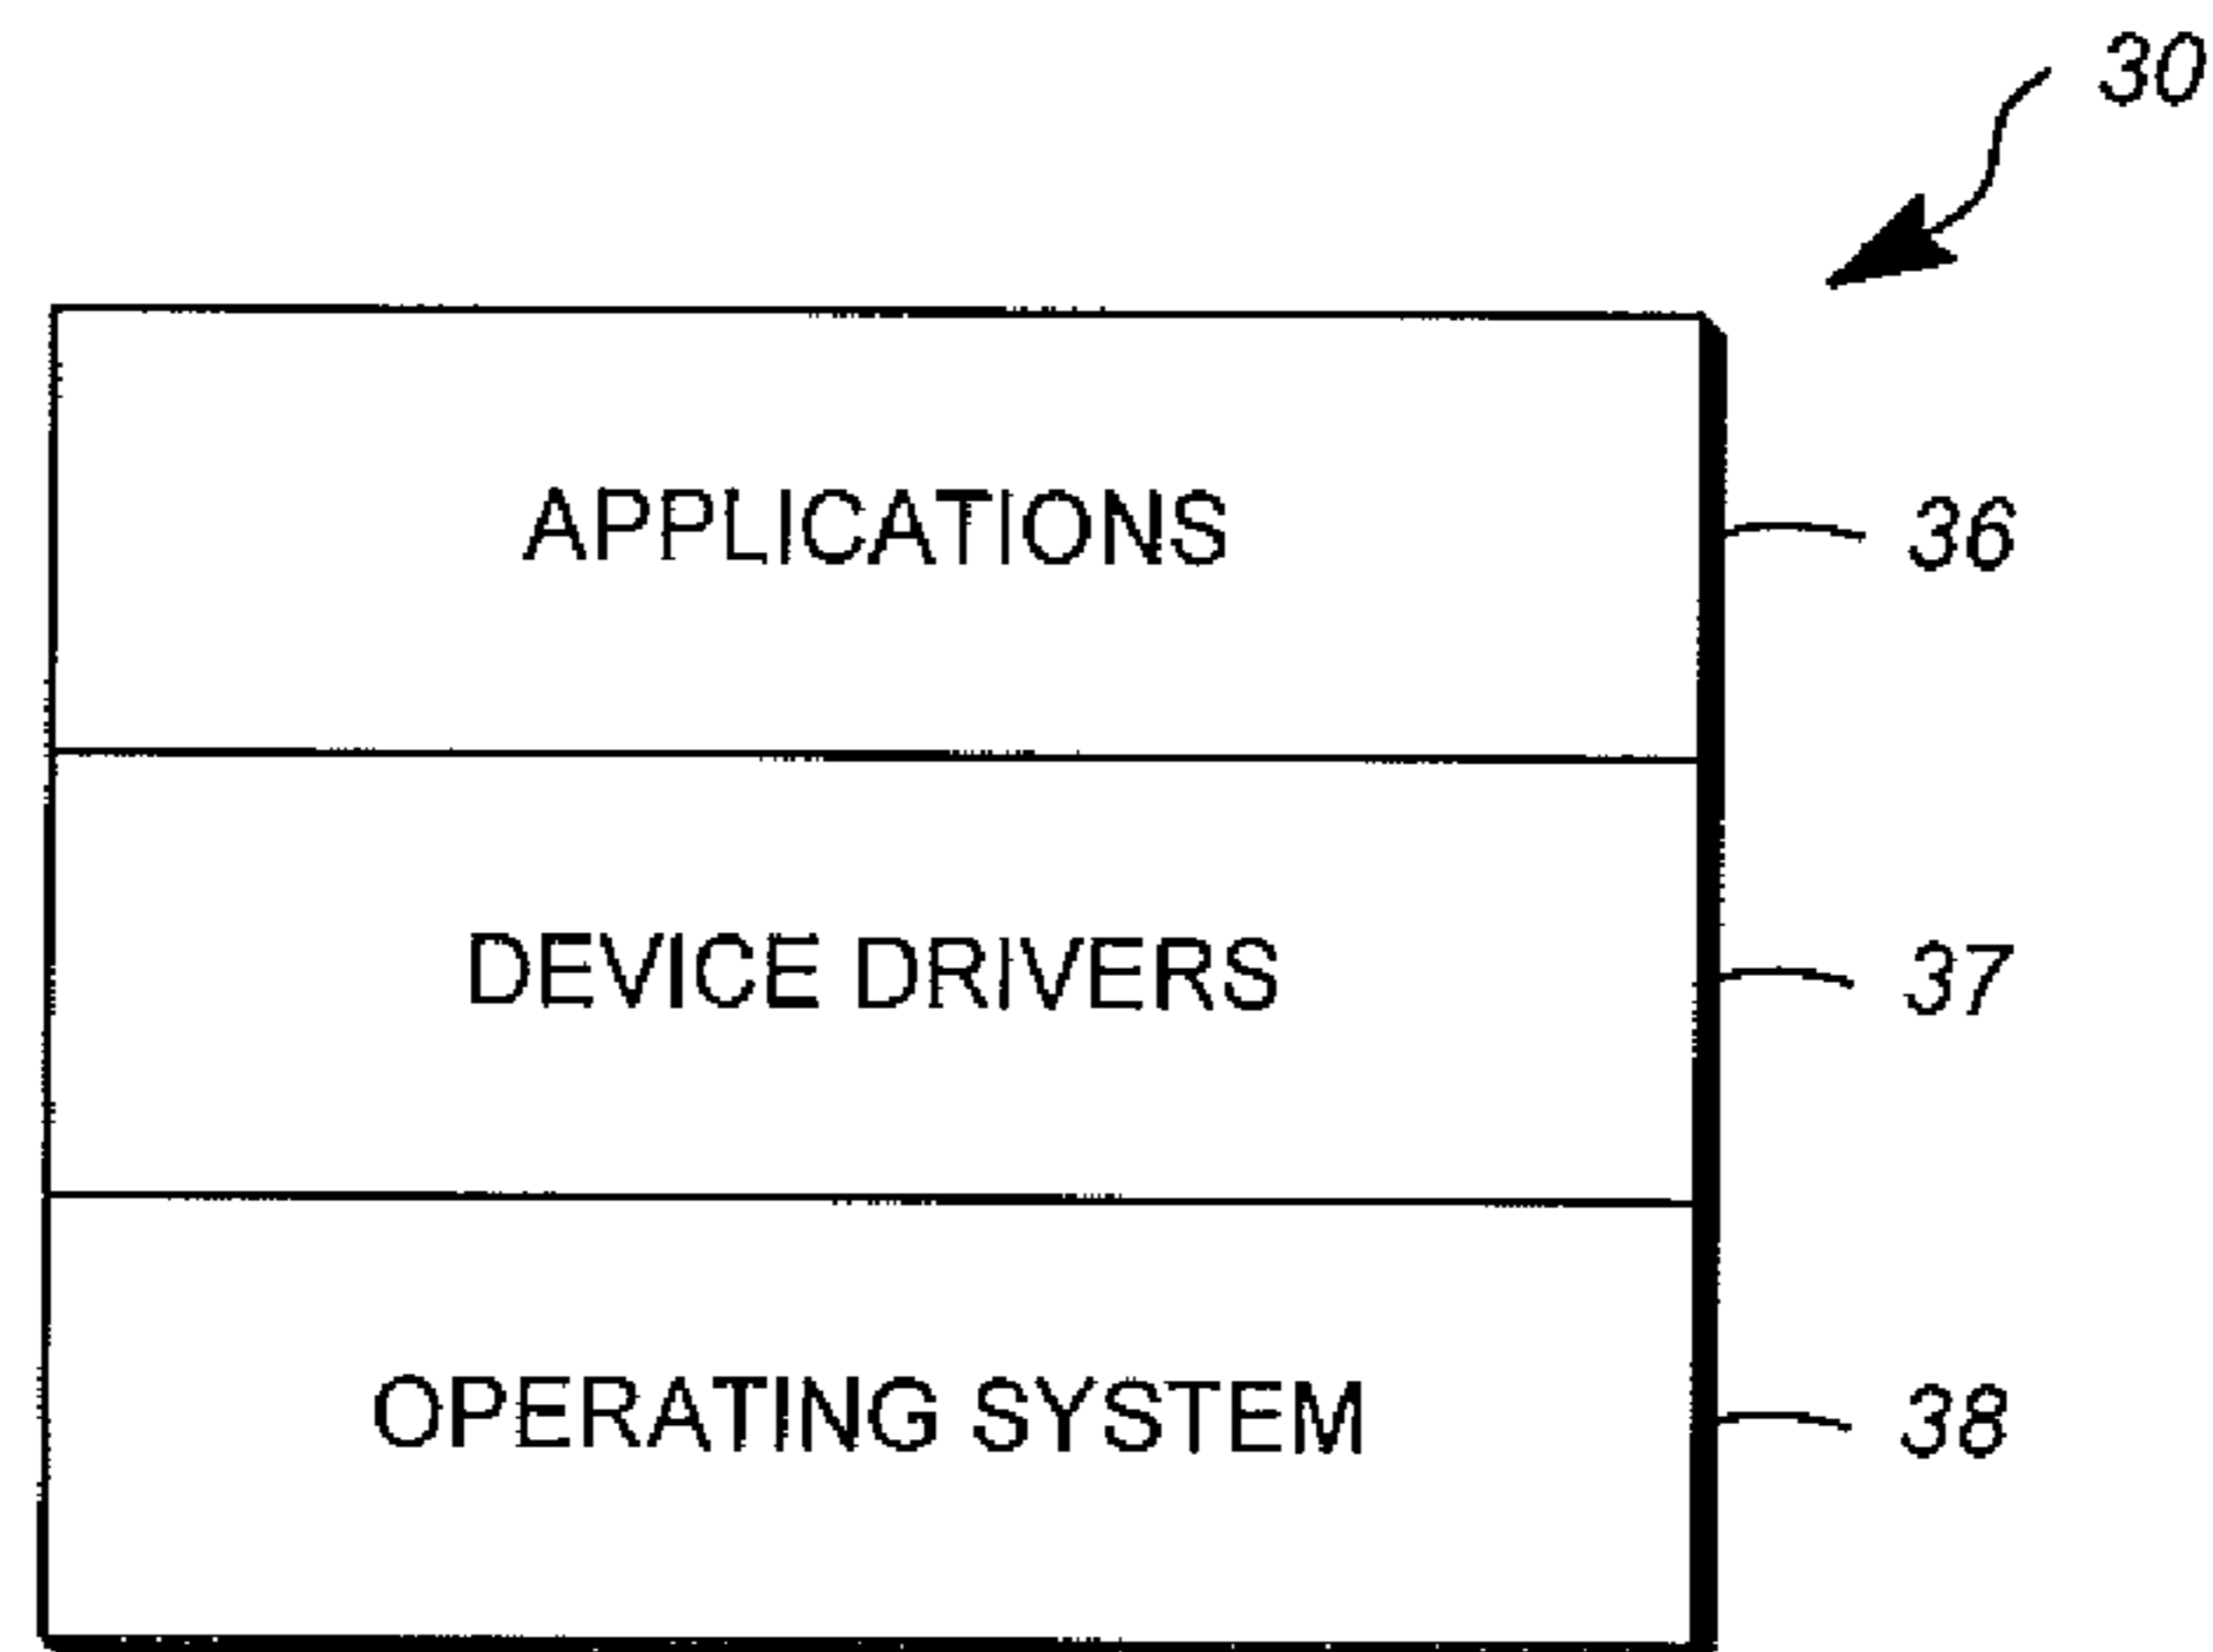 30
APPLICATIONS
36
DEVICE DRIVERS
37
OPERATING SYSTEM
38